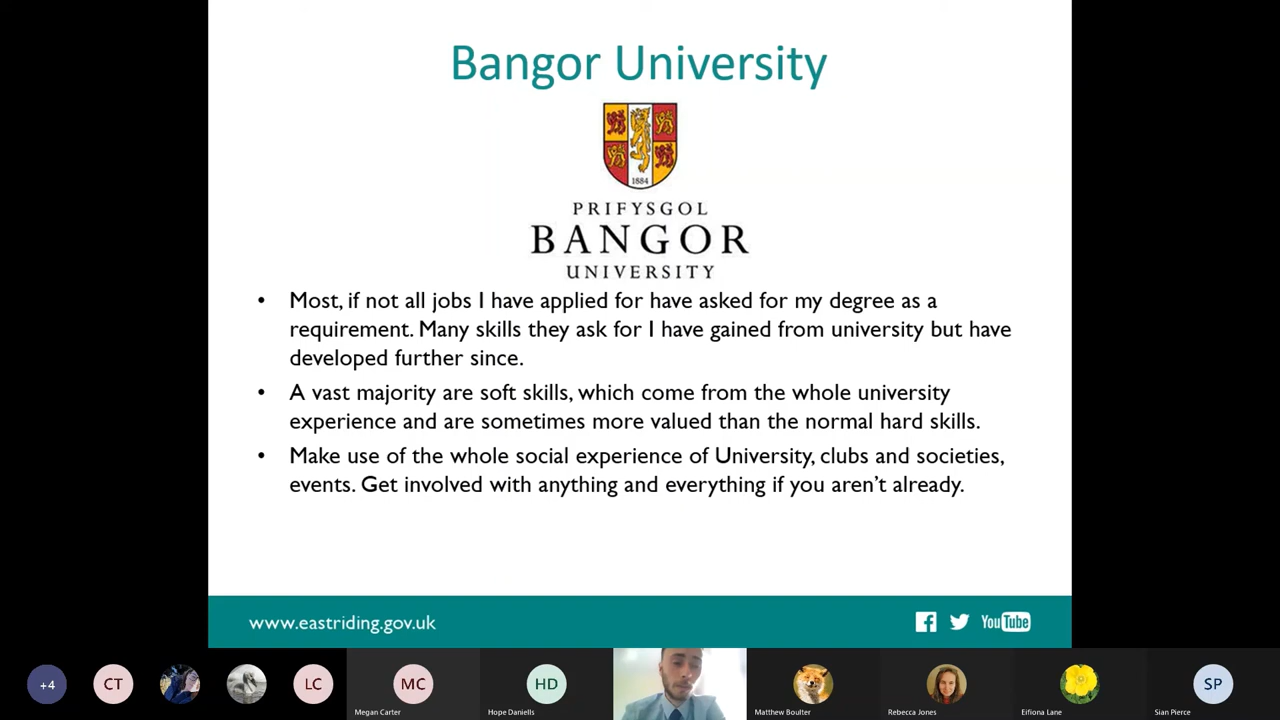 Bangor University
1884
PRIFYSGOL
BANGOR
UNIVERSITY
• Most, if not all jobs I have applied for have asked for my degree as a
requirement. Many skills they ask for I have gained from university but have
developed further since.
• A vast majority are soft skills, which come from the whole university
experience and are sometimes more valued than the normal hard skills.
• Make use of the whole social experience of University, clubs and societies,
events. Get involved with anything and everything if you aren't already.
www.eastriding.gov.uk
YouTube
+4
CT
LC
MC
HD
SP
Megan Carter
Hope Daniells
Matthew Boulter
Rebecca Jones
Eifiona Lane
Sian Pierce